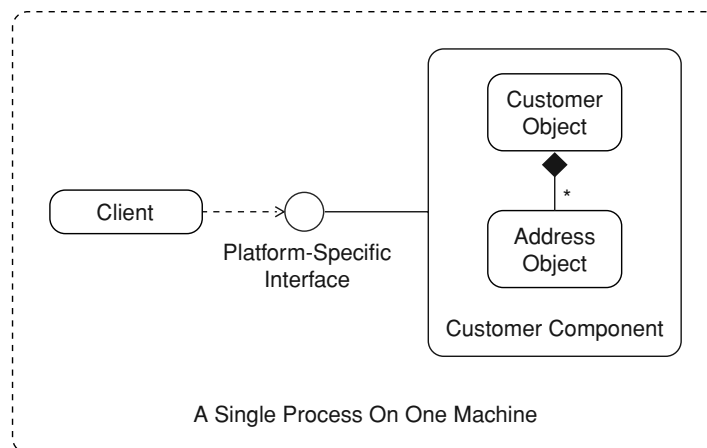 Customer
Object
*
Client
Address
Object
Platform-Specific
Interface
Customer Component
A Single Process On One Machine